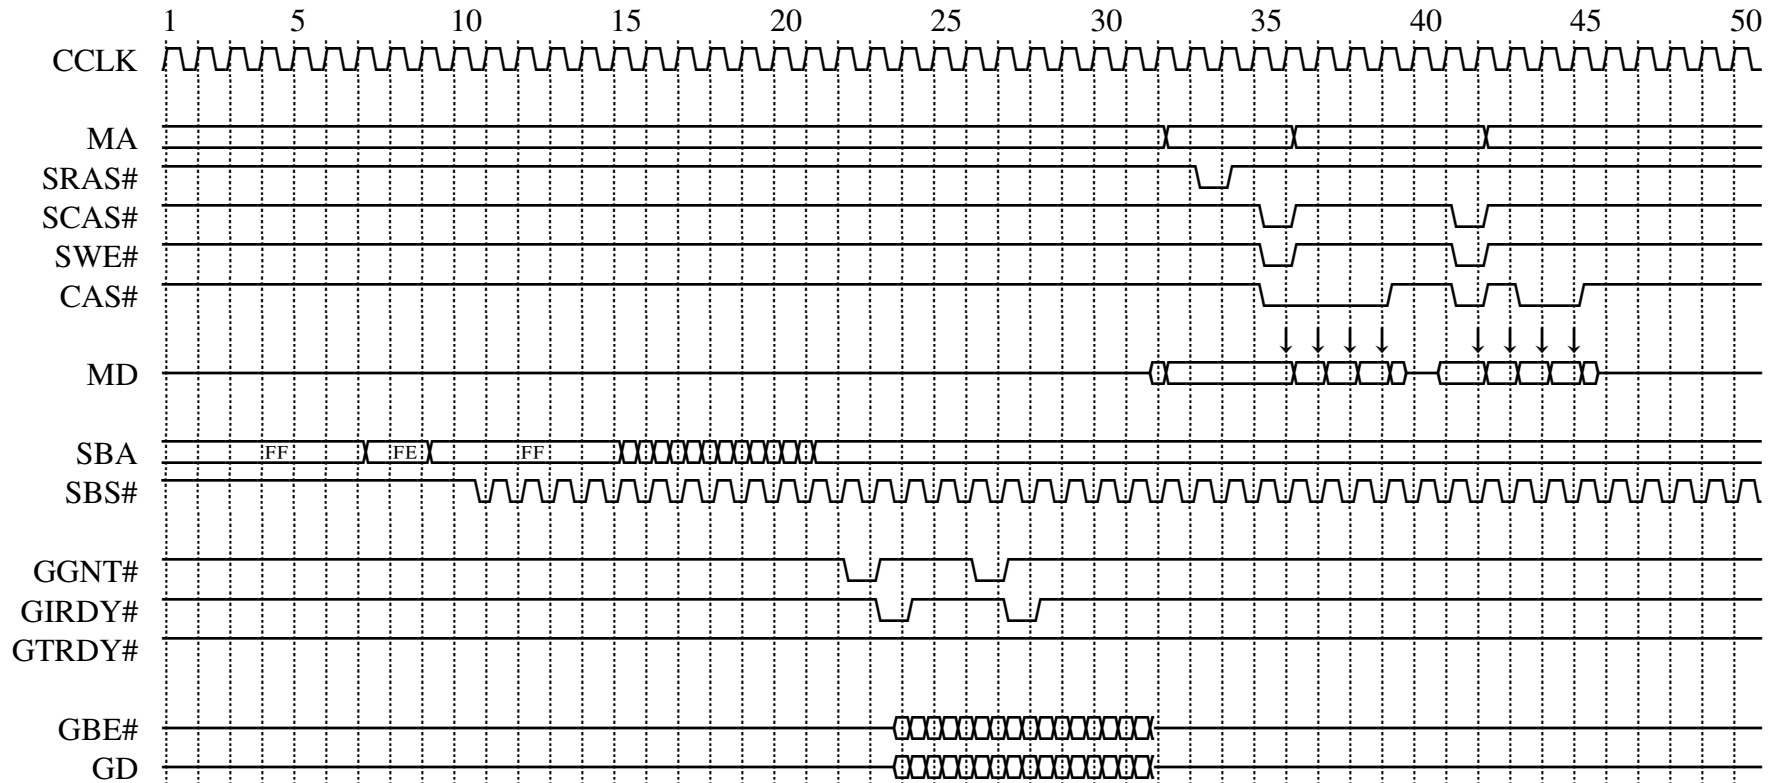 1 5 10 15 20 25 30 35 40 45 50
CCLK
MA
SRAS#
SCAS#
SWE#
CAS#
MD
SBA FF FE FF
SBS#
GGNT#
GIRDY#
GTRDY#
GBE#
GD